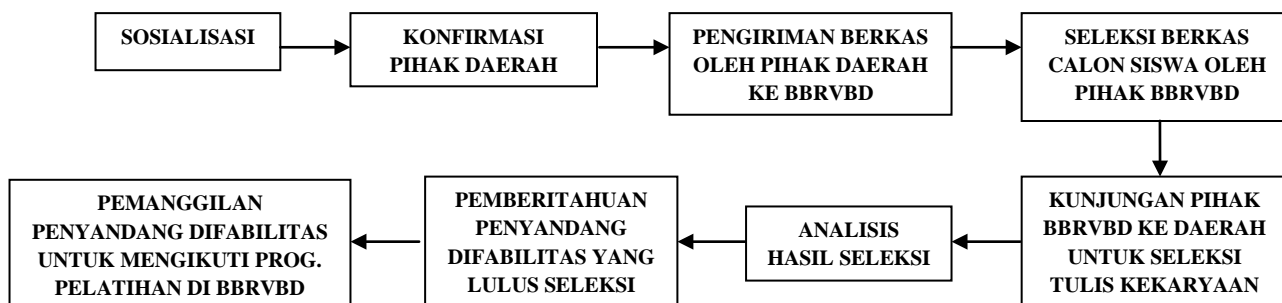 SOSIALISASI
KONFIRMASI
PIHAK DAERAH
PENGIRIMAN BERKAS
OLEH PIHAK DAERAH
KE BBRVBD
SELEKSI BERKAS
CALON SISWA OLEH
PIHAK BBRVBD
KUNJUNGAN PIHAK
BBRVBD KE DAERAH
UNTUK SELEKSI
TULIS KEKARYAAN
ANALISIS
HASIL SELEKSI
PEMBERITAHUAN
PENYANDANG
DIFABILITAS YANG
LULUS SELEKSI
PEMANGGILAN
PENYANDANG DIFABILITAS
UNTUK MENGIKUTI PROG.
PELATIHAN DI BBRVBD